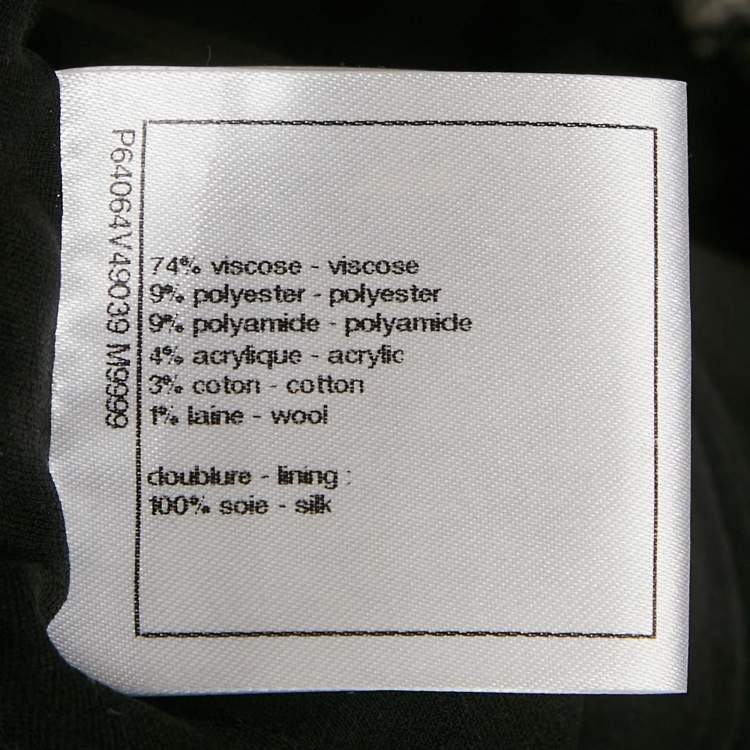 P64064V49039 M9999
74% viscose - viscose
9% polyester - polyester
9% polyamide - polyamide
4% acrylique - acrylic
3% coton - cotton
1% laine - wool
doublure - lining :
100% soie - silk